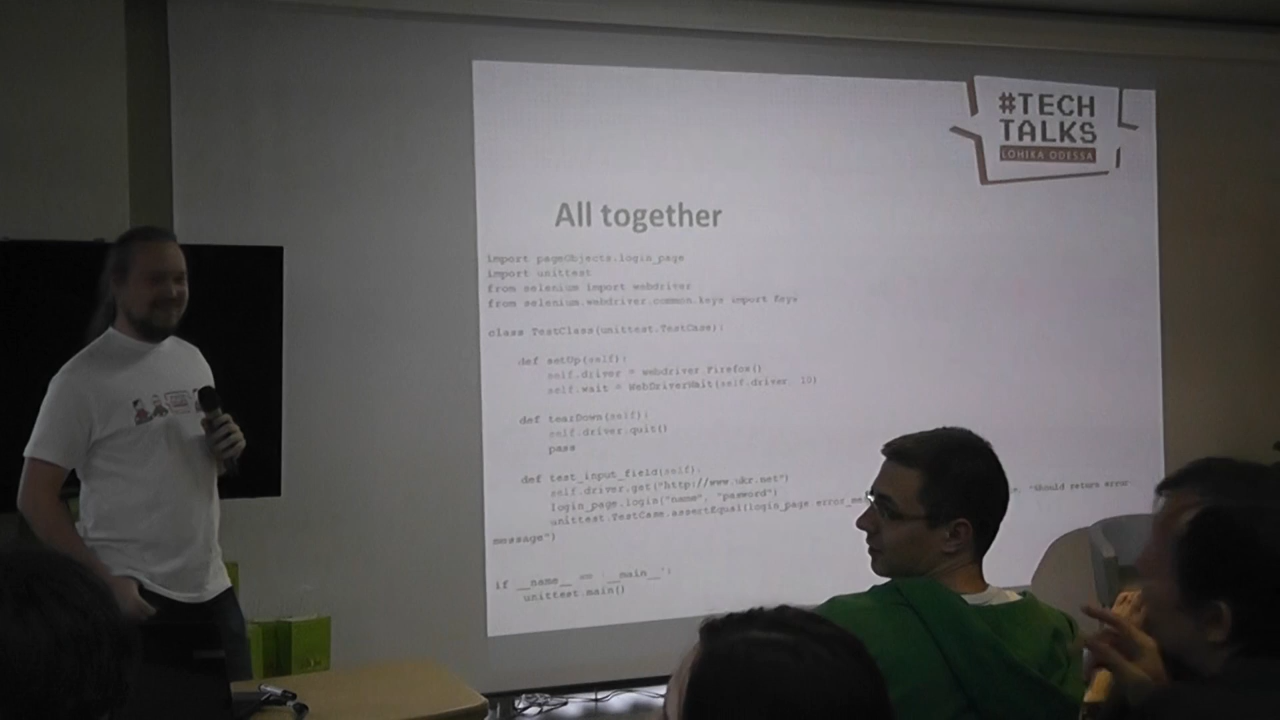 #TECH
TALKS
LOHIKA ODESSA
All together
import pageObjects.login_page
import unittest
from selenium import webdriver
from selenium.webdriver.common.keys import Keys
class TestClass(unittest.TestCase):
def setUp(self):
self.driver = webdriver.Firefox()
self.wait = WebDriverWait(self.driver, 10)
def tearDown(self):
self.driver.quit()
pass
def test_input_field(self):
self.driver.get("http://www.ukr.net")
login_page.login("name", "pasword")
unittest.TestCase.assertEqual(login_page.error_me "Should return error
message")
if __name__ == '__main__':
unittest.main()